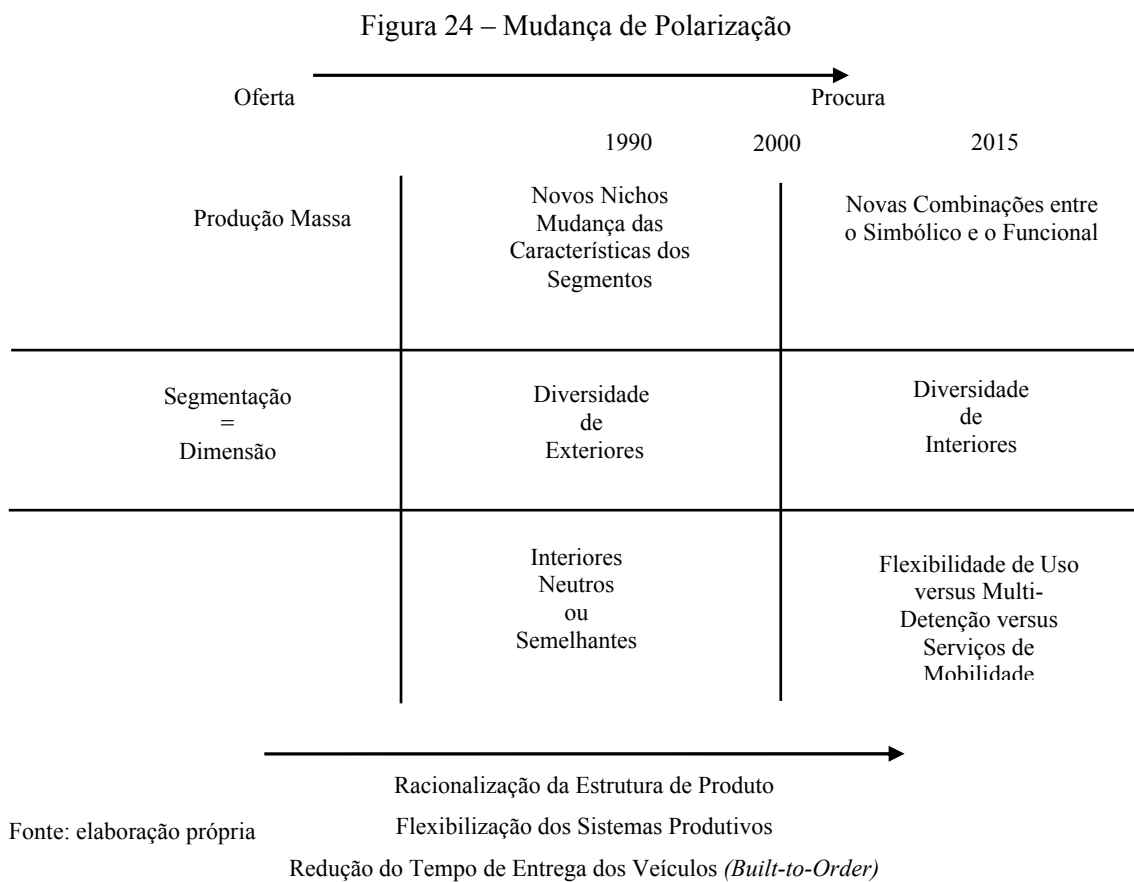 Figura 24 – Mudança de Polarização
Oferta
Procura
1990
2000
2015
Produção Massa
Novos Nichos
Mudança das
Características dos
Segmentos
Novas Combinações entre
o Simbólico e o Funcional
Segmentação
=
Dimensão
Diversidade
de
Exteriores
Diversidade
de
Interiores
Interiores
Neutros
ou
Semelhantes
Flexibilidade de Uso
versus Multi-
Detenção versus
Serviços de
Mobilidade
Racionalização da Estrutura de Produto
Fonte: elaboração própria
Flexibilização dos Sistemas Produtivos
Redução do Tempo de Entrega dos Veículos (Built-to-Order)